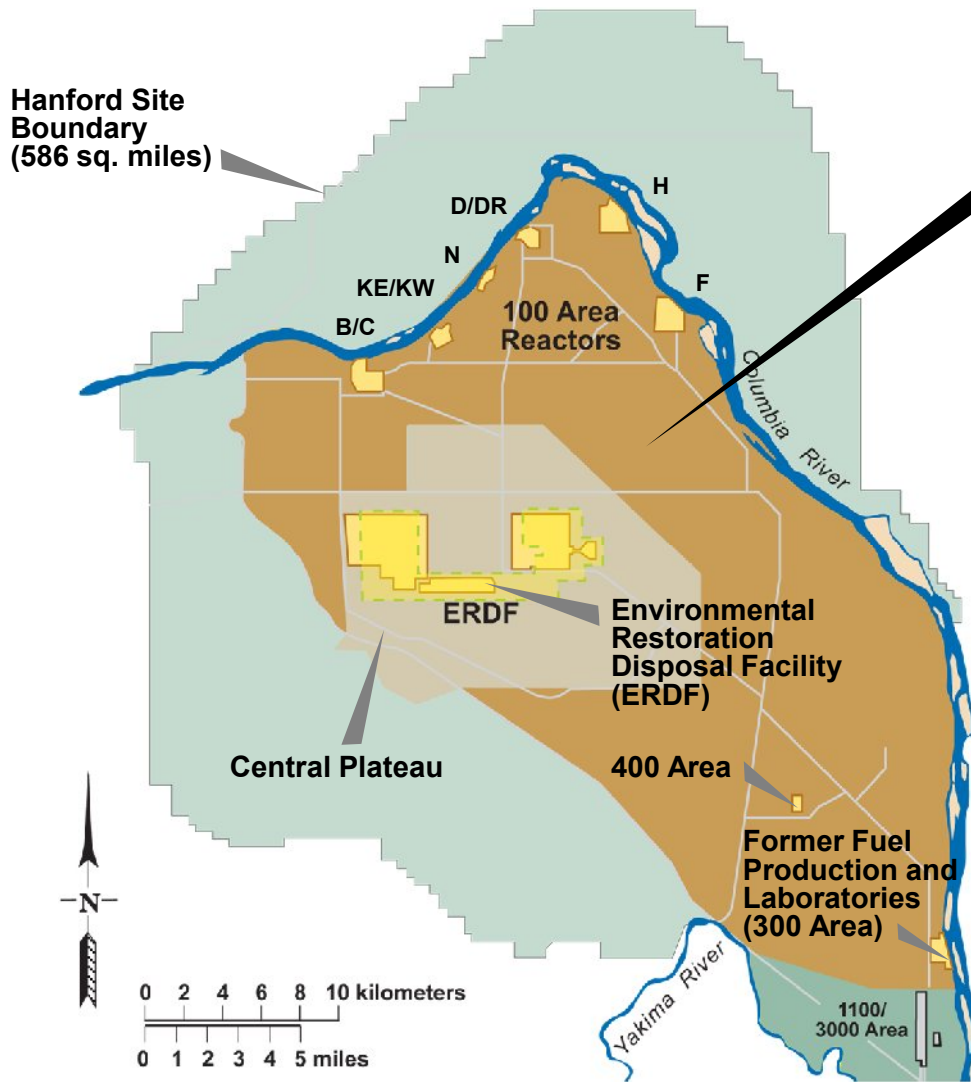 Hanford Site
Boundary
(586 sq. miles)
H
D/DR
N
F
KE/KW
B/C
100 Area
Reactors
Columbia River
ERDF
Environmental
Restoration
Disposal Facility
(ERDF)
Central Plateau
400 Area
Former Fuel
Production and
Laboratories
(300 Area)
N
Yakima River
0 2 4 6 8 10 kilometers
0 1 2 3 4 5 miles
1100/
3000 Area